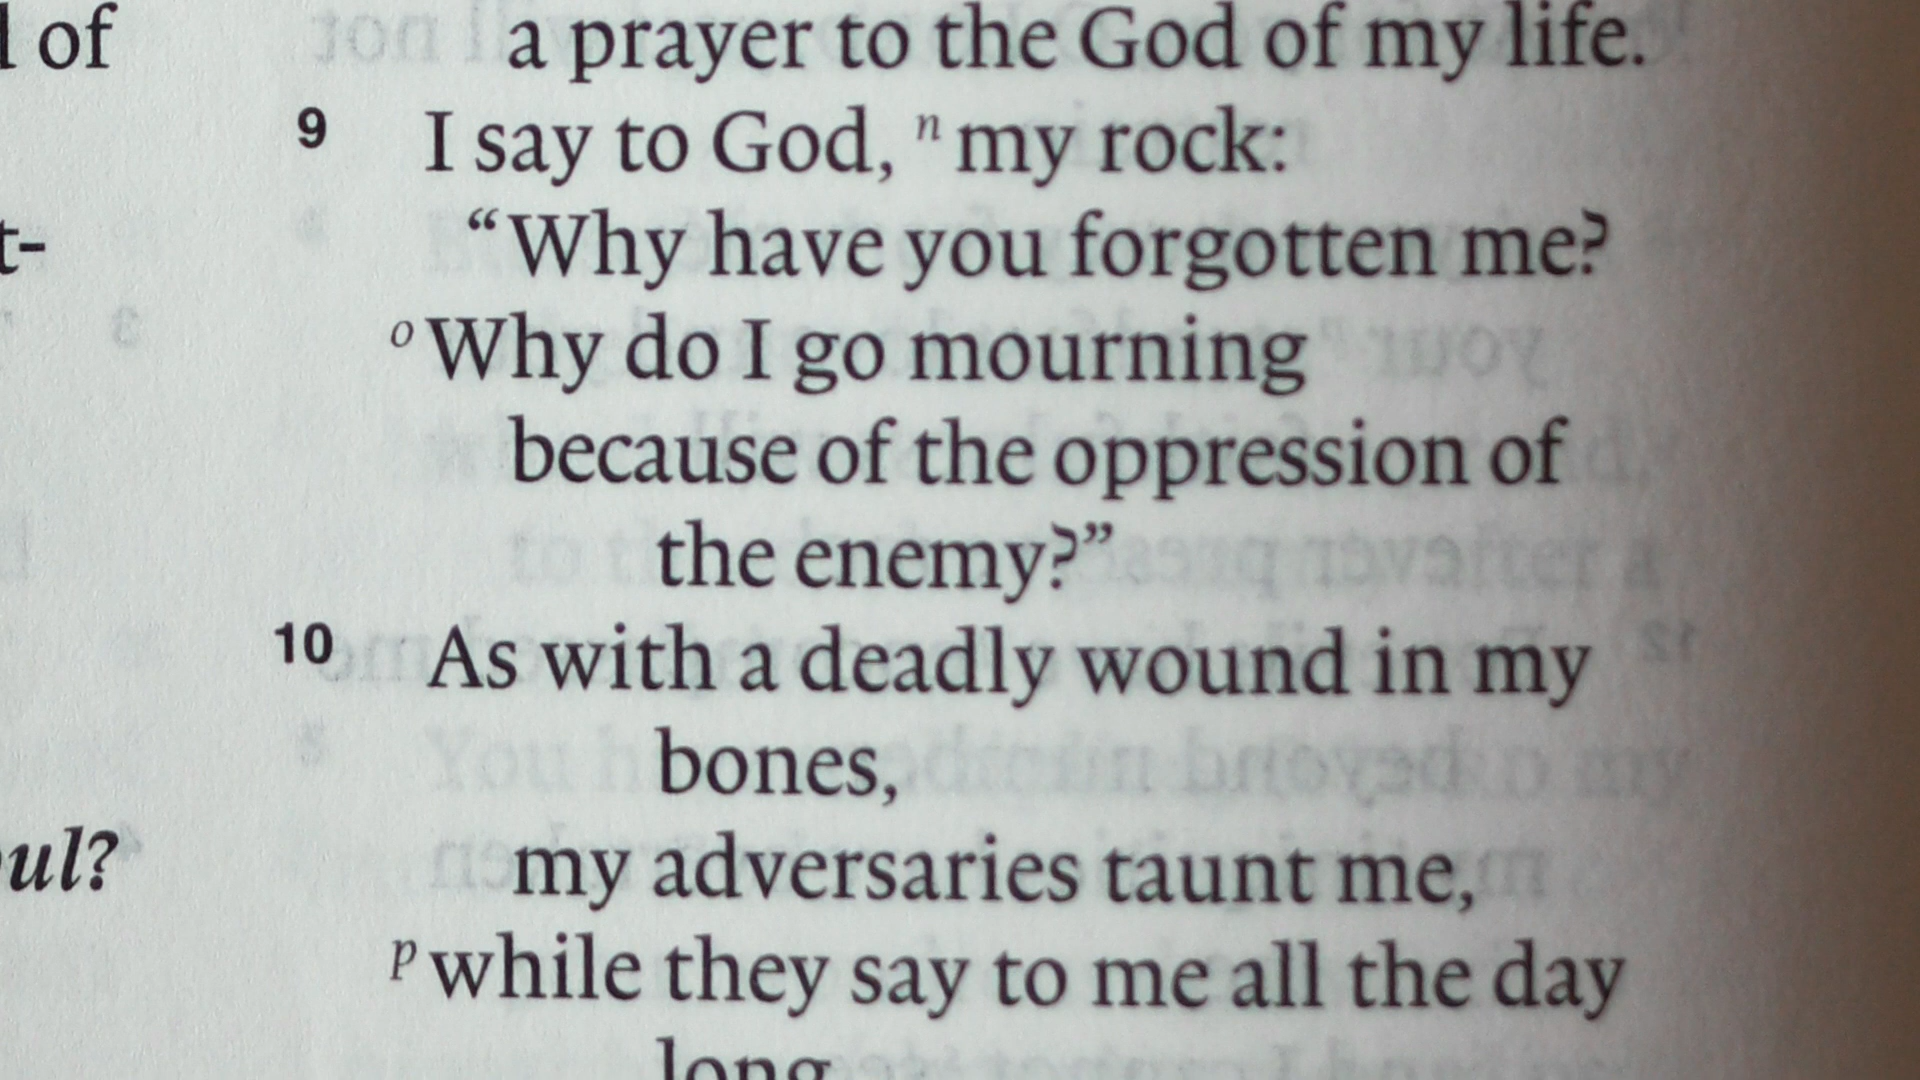 of
a prayer to the God of my life.
9 I say to God, n my rock:
"Why have you forgotten me?
t-
o Why do I go mourning
because of the oppression of
the enemy?"
10 As with a deadly wound in my
bones,
ul?
my adversaries taunt me,
p while they say to me all the day
long